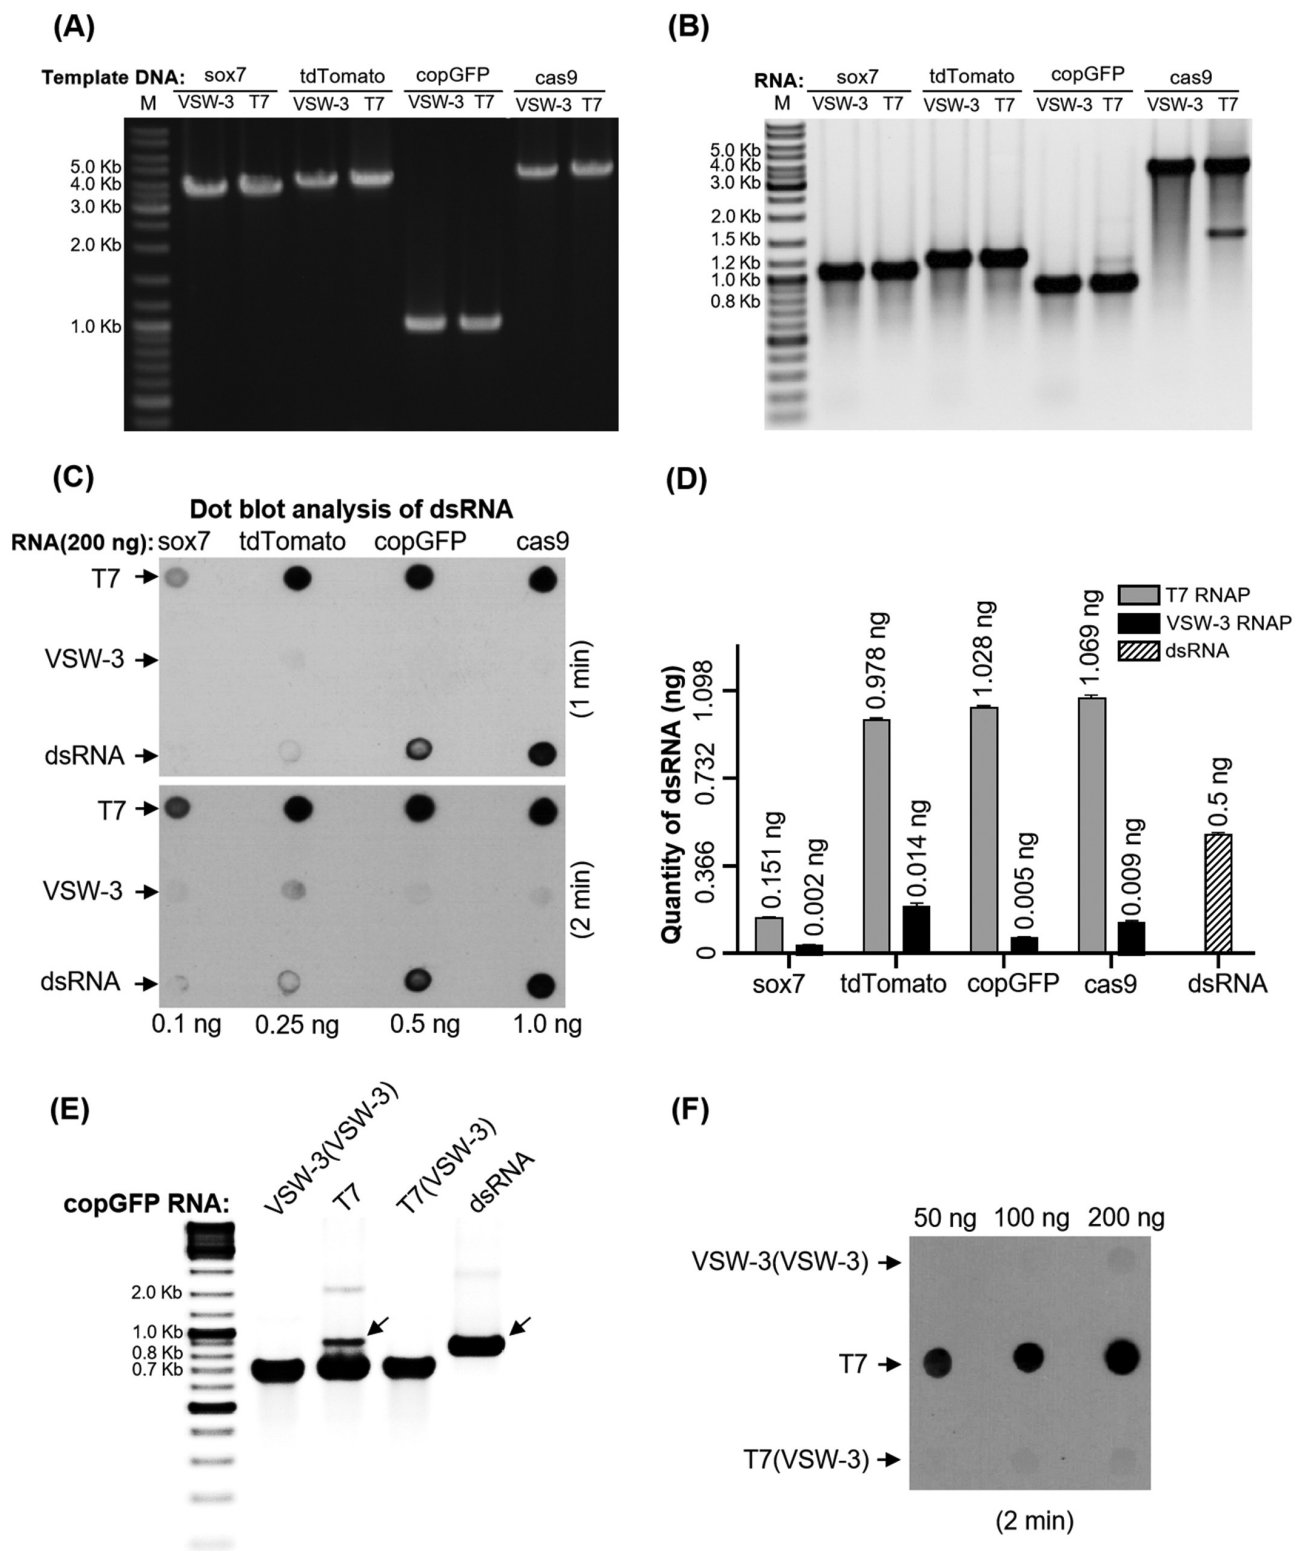 (A)
Template DNA: sox7 tdTomato copGFP cas9
M VSW-3 T7 VSW-3 T7 VSW-3 T7 VSW-3 T7
5.0 Kb
4.0 Kb
3.0 Kb
2.0 Kb
1.0 Kb
(B)
RNA: sox7 tdTomato copGFP cas9
M VSW-3 T7 VSW-3 T7 VSW-3 T7 VSW-3 T7
5.0 Kb
4.0 Kb
3.0 Kb
2.0 Kb
1.5 Kb
1.2 Kb
1.0 Kb
0.8 Kb
(C)
Dot blot analysis of dsRNA
RNA(200 ng): sox7 tdTomato copGFP cas9
T7
VSW-3
dsRNA
(1 min)
T7
VSW-3
dsRNA
(2 min)
0.1 ng 0.25 ng 0.5 ng 1.0 ng
(D)
T7 RNAP
VSW-3 RNAP
dsRNA
Quantity of dsRNA (ng)
1.098
0.732
0.366
0
0.151 ng
0.002 ng
0.978 ng
0.014 ng
1.028 ng
0.005 ng
1.069 ng
0.009 ng
0.5 ng
sox7 tdTomato copGFP cas9 dsRNA
(E)
copGFP RNA: VSW-3(VSW-3) T7 T7(VSW-3) dsRNA
2.0 Kb
1.0 Kb
0.8 Kb
0.7 Kb
(F)
50 ng 100 ng 200 ng
VSW-3(VSW-3)
T7
T7(VSW-3)
(2 min)